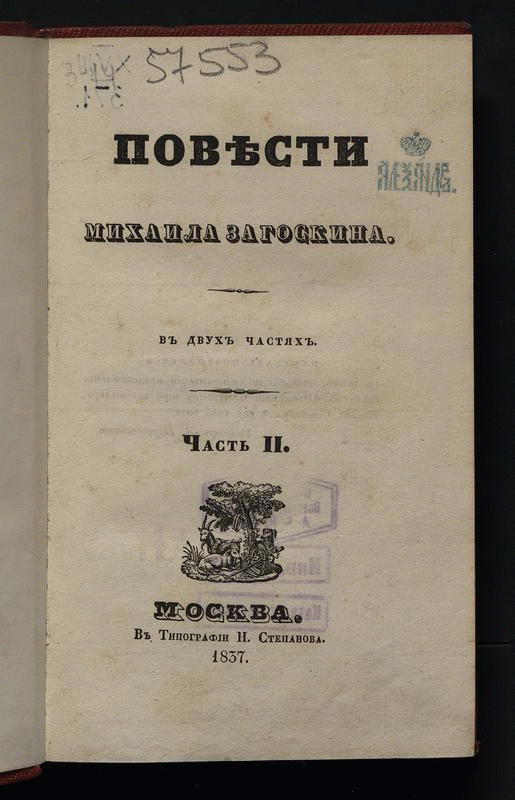 57553
ПОВѢСТИ
МИХАИЛА ЗАГОСКИНА.
ВЪ ДВУХЪ ЧАСТЯХЪ.
ЧАСТЬ II.
МОСКВА.
ВЪ ТИПОГРАФІИ Н. СТЕПАНОВА.
1837.